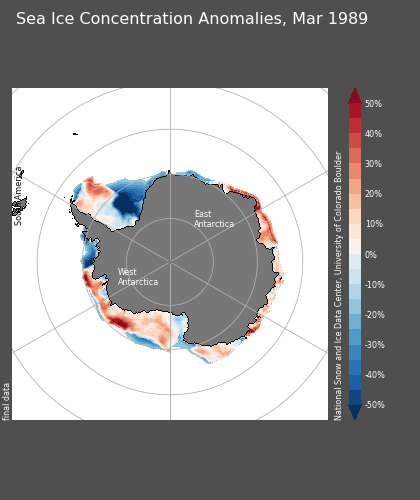 Sea Ice Concentration Anomalies, Mar 1989
South America
East
Antarctica
West
Antarctica
final data
National Snow and Ice Data Center, University of Colorado Boulder
50%
40%
30%
20%
10%
0%
-10%
-20%
-30%
-40%
-50%